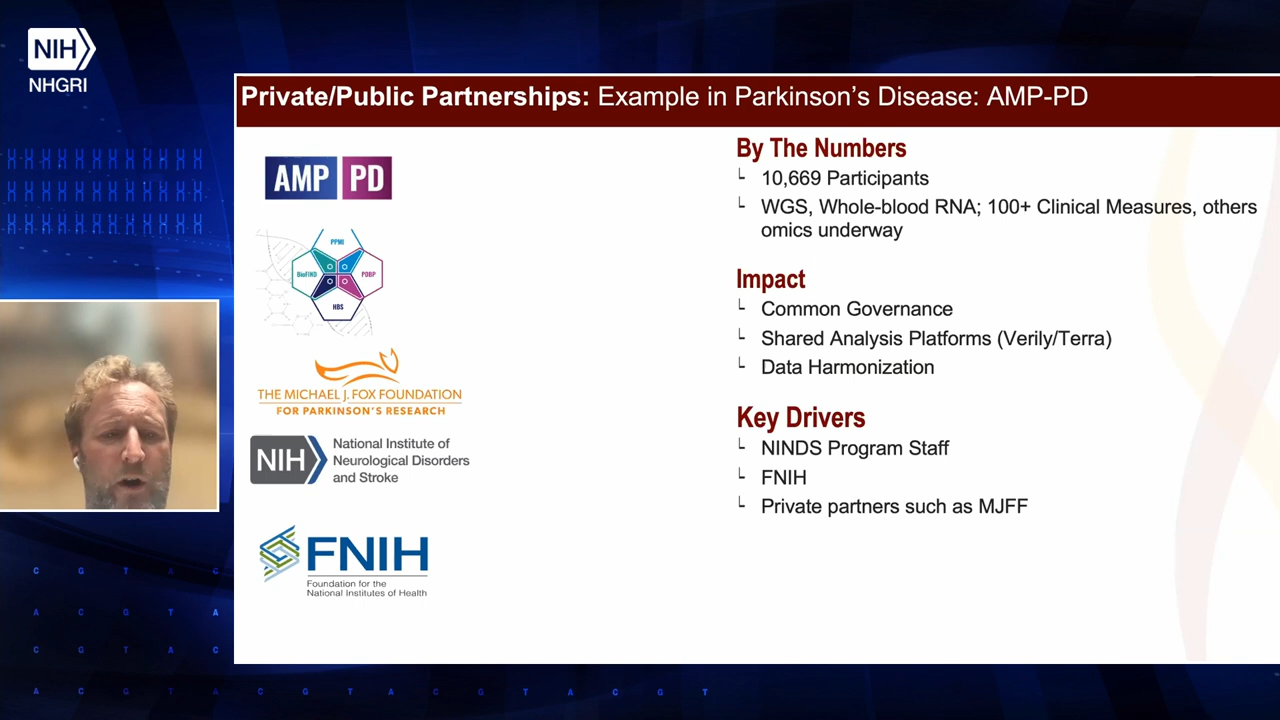 NIH
NHGRI
Private/Public Partnerships: Example in Parkinson's Disease: AMP-PD
AMP PD
PPMI
BioFIND
PDBP
HBS
THE MICHAEL J. FOX FOUNDATION
FOR PARKINSON'S RESEARCH
NIH
National Institute of
Neurological Disorders
and Stroke
FNIH
Foundation for the
National Institutes of Health
By The Numbers
10,669 Participants
WGS, Whole-blood RNA; 100+ Clinical Measures, others
omics underway
Impact
Common Governance
Shared Analysis Platforms (Verily/Terra)
Data Harmonization
Key Drivers
NINDS Program Staff
FNIH
Private partners such as MJFF
C G T A C
A C G T A
C G T A C
A C G T A C G T A C G T A C G T